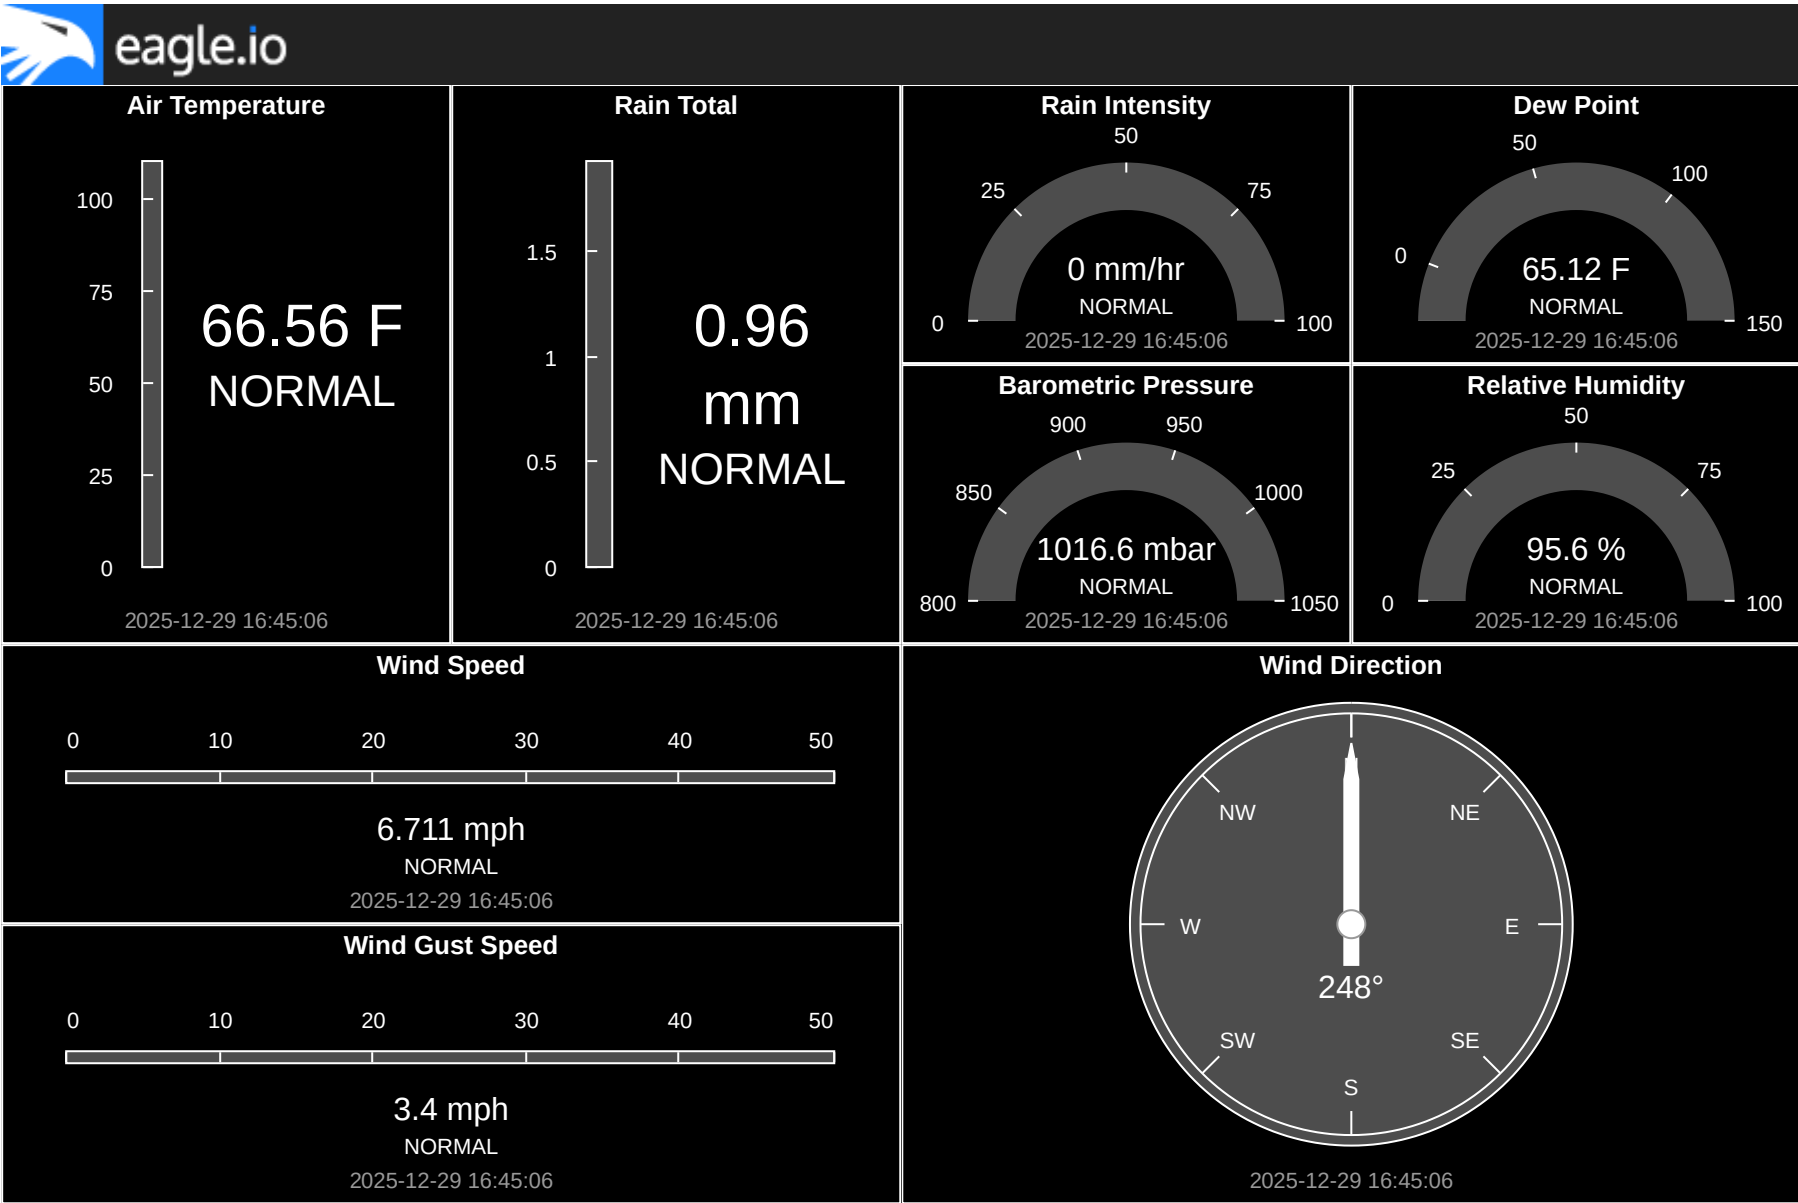 eagle.io
Air Temperature
100
75
50
25
0
66.56 F
NORMAL
2025-12-29 16:45:06
Rain Total
1.5
1
0.5
0
0.96
mm
NORMAL
2025-12-29 16:45:06
Rain Intensity
0
25
50
75
100
0 mm/hr
NORMAL
2025-12-29 16:45:06
Dew Point
0
50
100
150
65.12 F
NORMAL
2025-12-29 16:45:06
Barometric Pressure
800
850
900
950
1000
1050
1016.6 mbar
NORMAL
2025-12-29 16:45:06
Relative Humidity
0
25
50
75
100
95.6 %
NORMAL
2025-12-29 16:45:06
Wind Speed
0 10 20 30 40 50
6.711 mph
NORMAL
2025-12-29 16:45:06
Wind Gust Speed
0 10 20 30 40 50
3.4 mph
NORMAL
2025-12-29 16:45:06
Wind Direction
NW NE
W E
248°
SW SE
S
2025-12-29 16:45:06